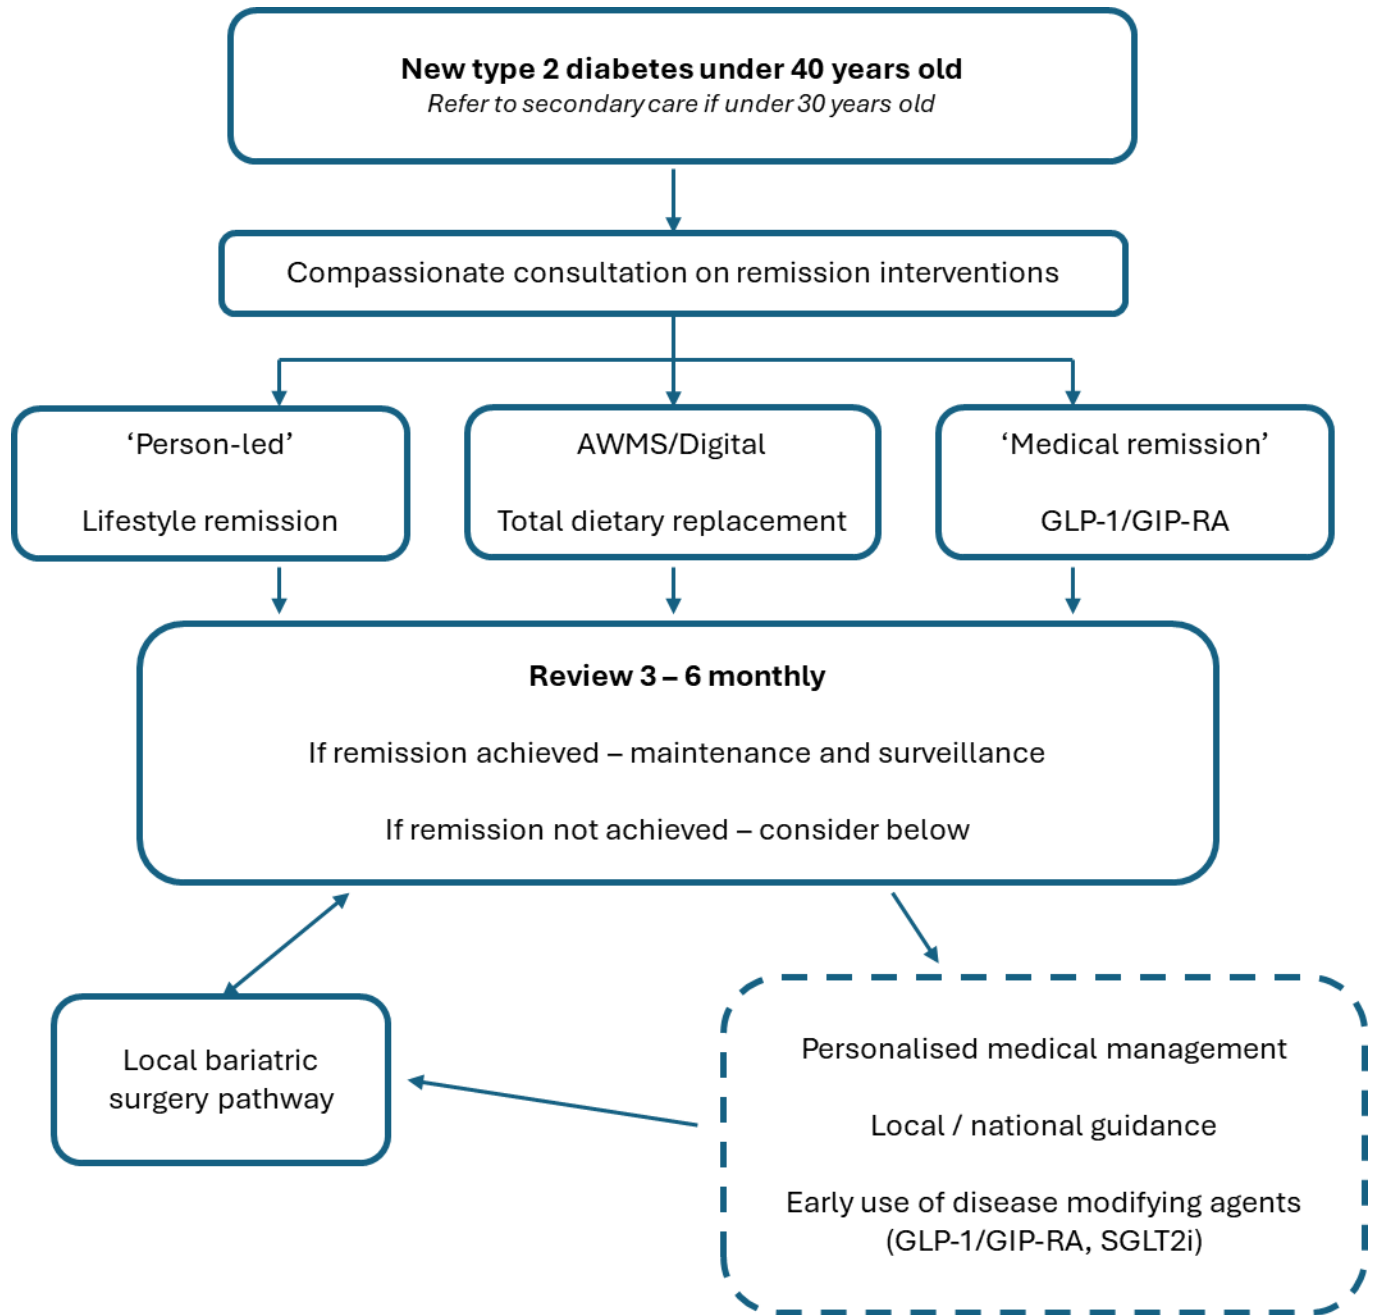 New type 2 diabetes under 40 years old
Refer to secondary care if under 30 years old
Compassionate consultation on remission interventions
‘Person-led’
Lifestyle remission
AWMS/Digital
Total dietary replacement
‘Medical remission’
GLP-1/GIP-RA
Review 3 – 6 monthly
If remission achieved – maintenance and surveillance
If remission not achieved – consider below
Local bariatric
surgery pathway
Personalised medical management
Local / national guidance
Early use of disease modifying agents
(GLP-1/GIP-RA, SGLT2i)